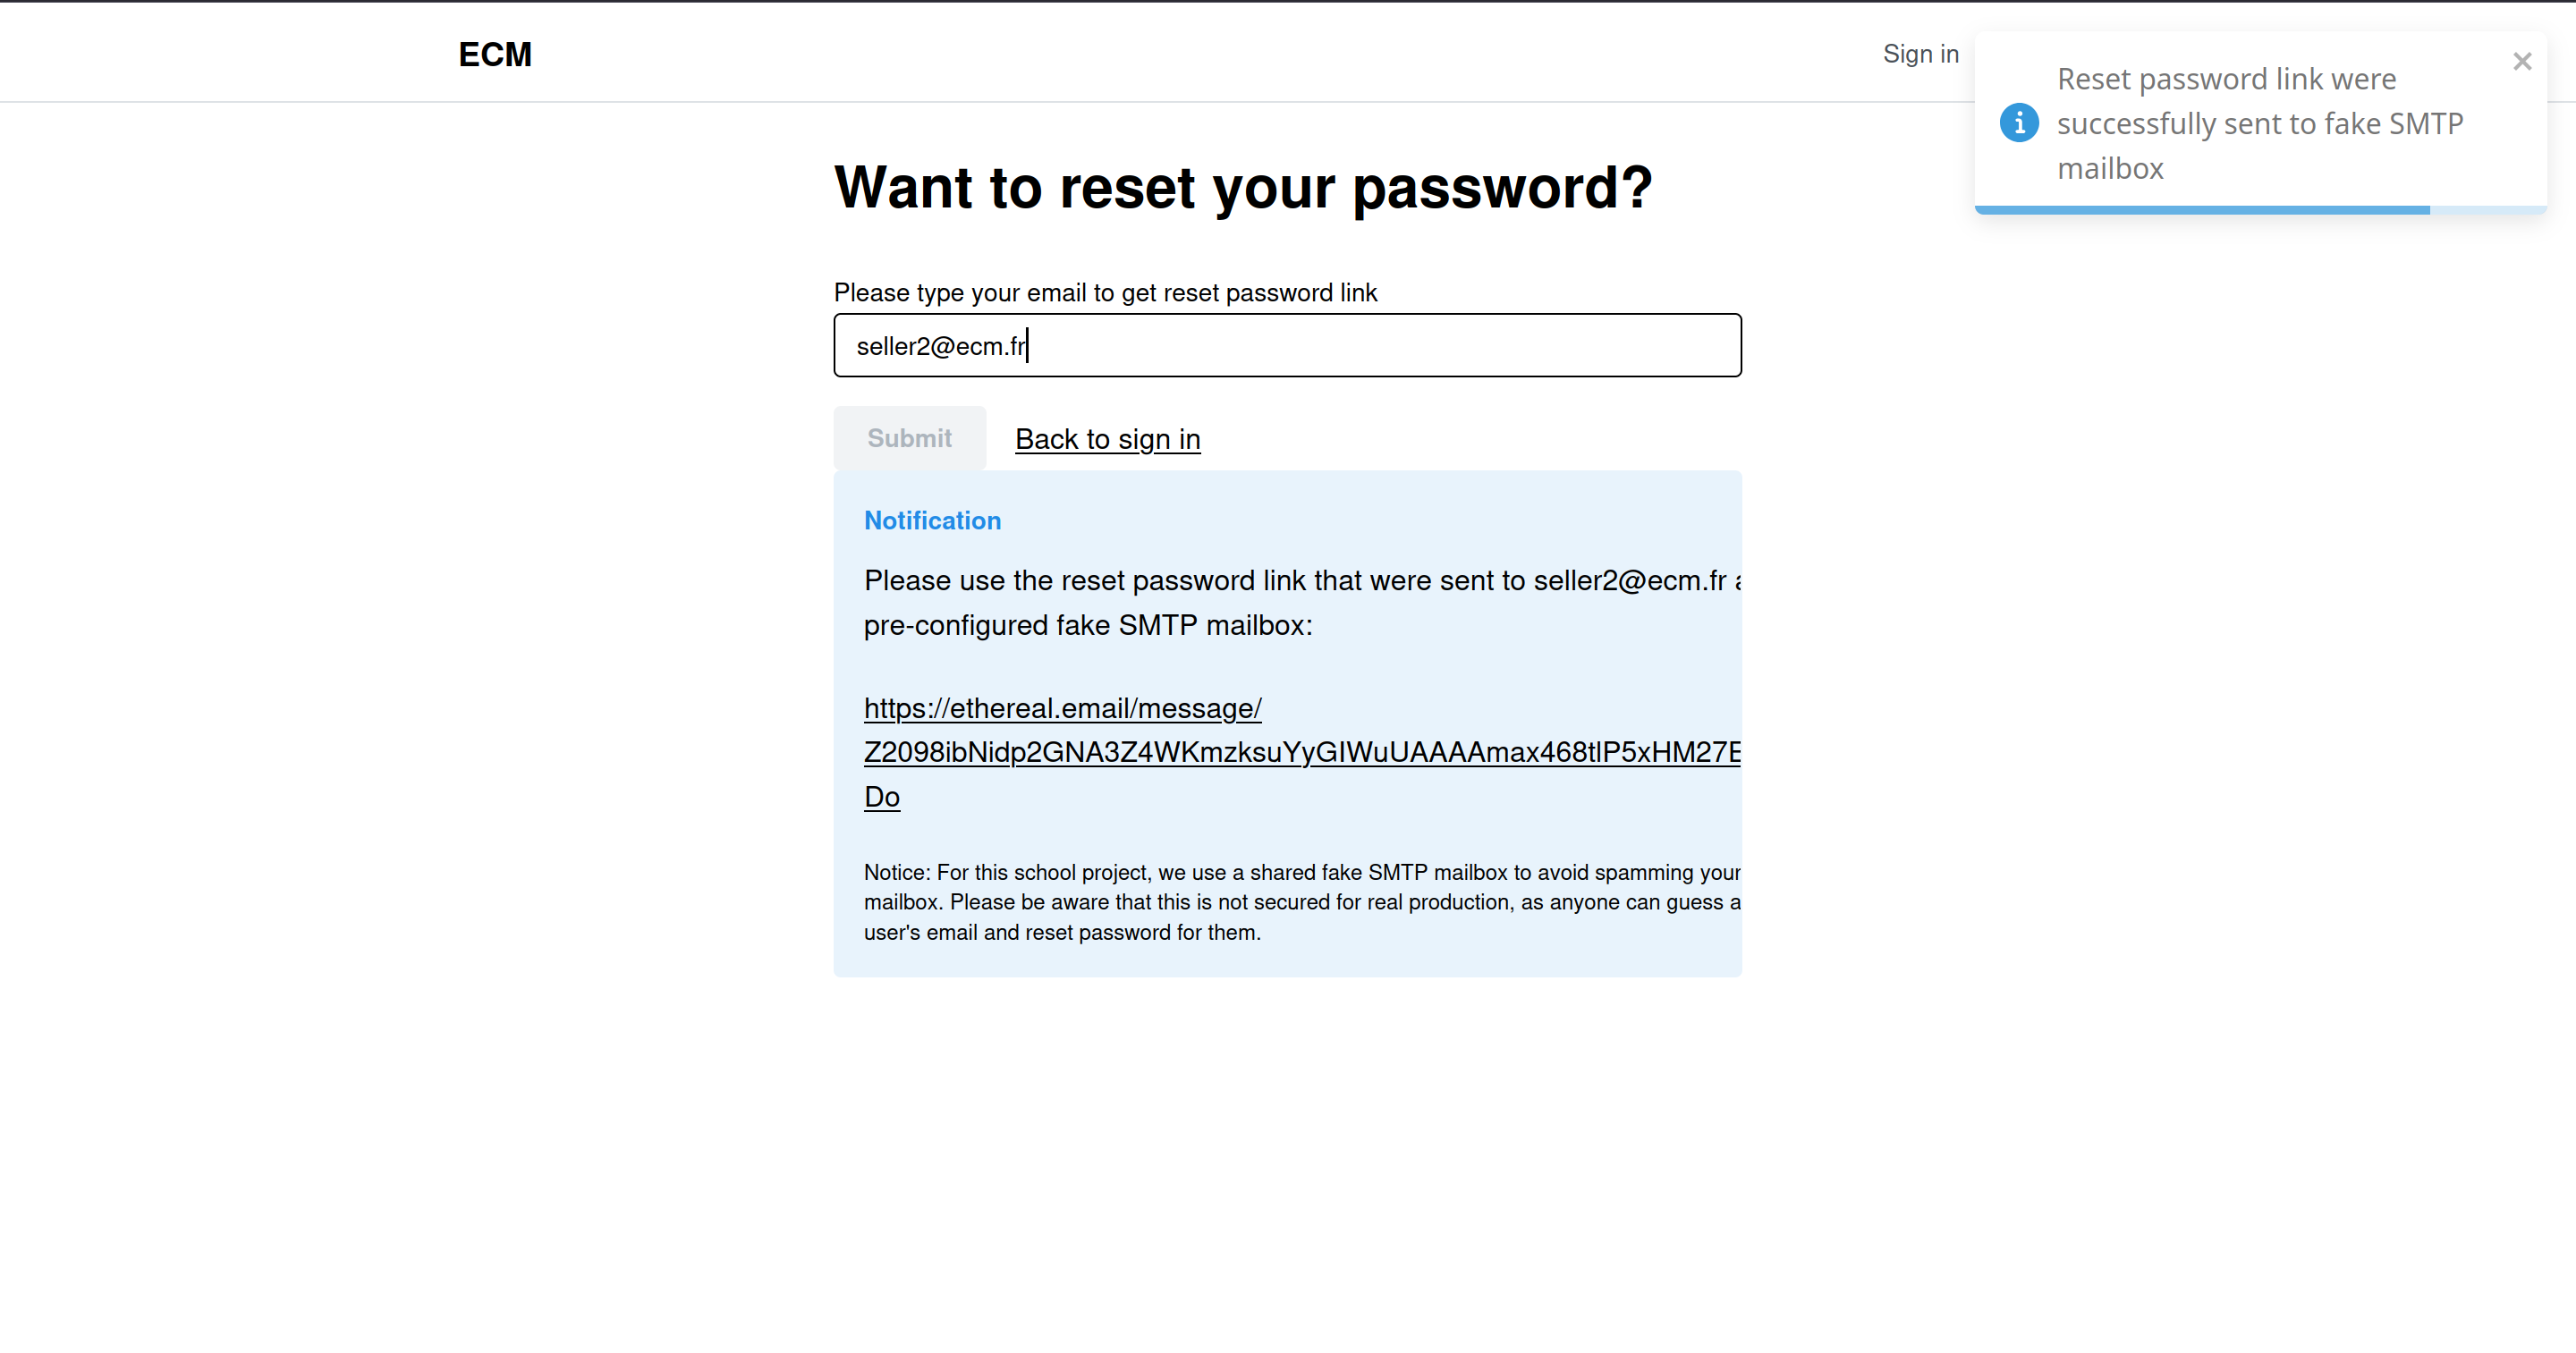 ECM
Sign in
Reset password link were
successfully sent to fake SMTP
mailbox
Want to reset your password?
Please type your email to get reset password link
seller2@ecm.fr
Submit
Back to sign in
Notification
Please use the reset password link that were sent to seller2@ecm.fr
pre-configured fake SMTP mailbox:
https://ethereal.email/message/
Z2098ibNidp2GNA3Z4WKmzksuYyGIWuUAAAAAmax468tlP5xHM27E
Do
Notice: For this school project, we use a shared fake SMTP mailbox to avoid spamming your
mailbox. Please be aware that this is not secured for real production, as anyone can guess a
user's email and reset password for them.